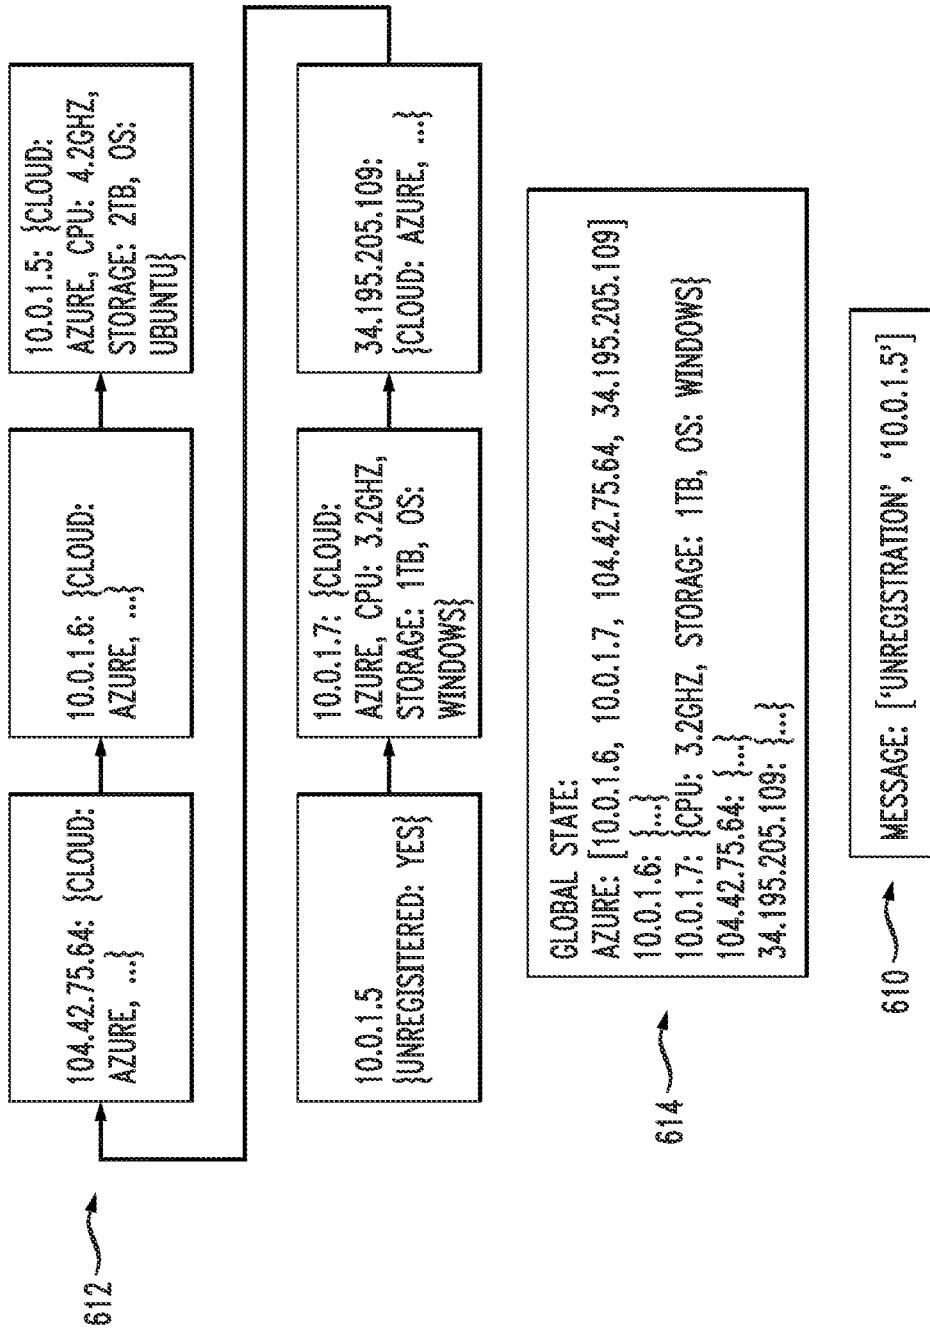 612
104.42.75.64: {CLOUD:
AZURE, ...}
10.0.1.6: {CLOUD:
AZURE, ...}
10.0.1.5: {CLOUD:
AZURE, CPU: 4.2GHZ,
STORAGE: 2TB, OS:
UBUNTU}
10.0.1.5
{UNREGISITERED: YES}
10.0.1.7: {CLOUD:
AZURE, CPU: 3.2GHZ,
STORAGE: 1TB, OS:
WINDOWS}
34.195.205.109:
{CLOUD: AZURE, ...}
614
GLOBAL STATE:
AZURE: [10.0.1.6, 10.0.1.7, 104.42.75.64, 34.195.205.109]
10.0.1.6: {...}
10.0.1.7: {CPU: 3.2GHZ, STORAGE: 1TB, OS: WINDOWS}
104.42.75.64: {...}
34.195.205.109: {...}
610
MESSAGE: ['UNREGISTRATION', '10.0.1.5']